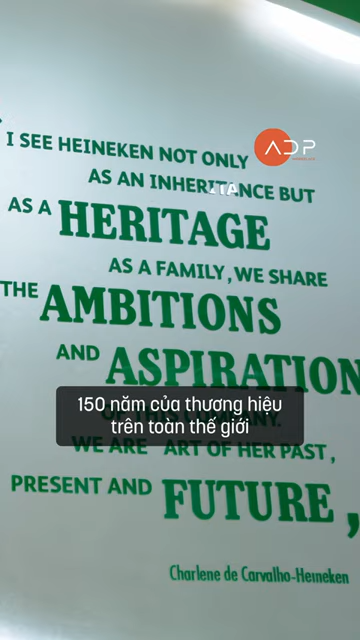 ADP
I SEE HEINEKEN NOT ONLY
AS AN INHERITANCE BUT
AS A HERITAGE
AS A FAMILY, WE SHARE
THE AMBITIONS
AND ASPIRATION
150 năm của thương hiệu
trên toàn thế giới
WE ARE ART OF HER PAST,
PRESENT AND FUTURE,
Charlene de Carvalho-Heineken